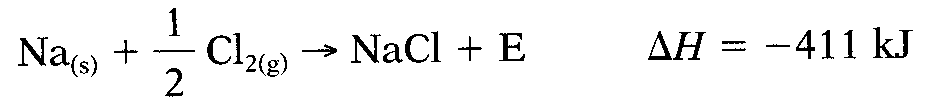 Na(s) + 1/2 Cl2(g) → NaCl + E ΔH = −411 kJ